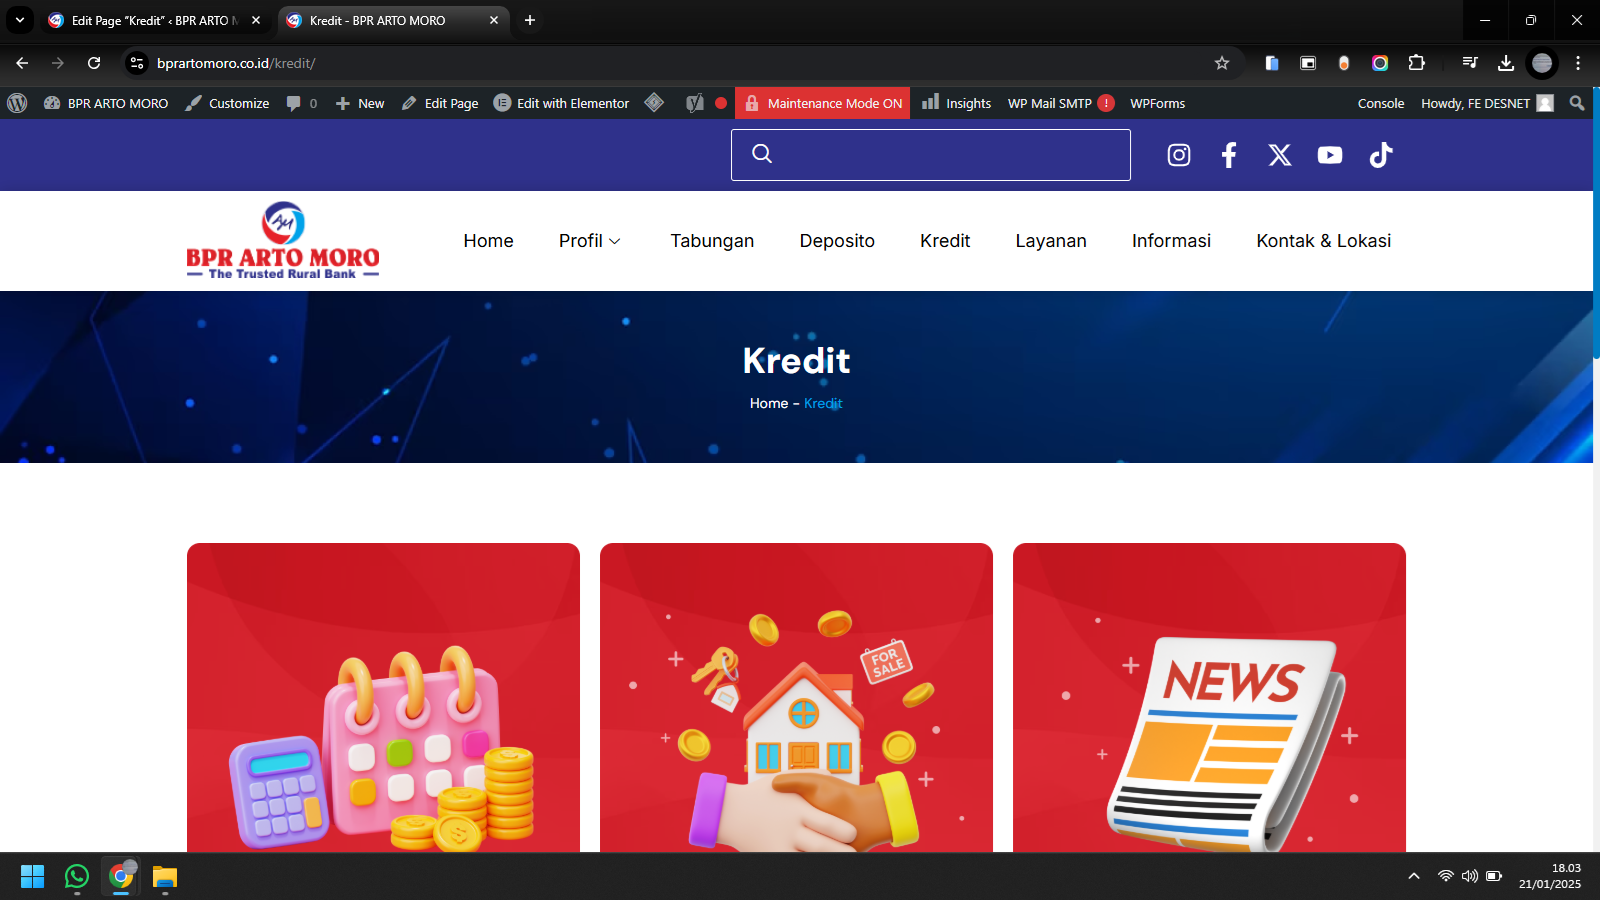 Edit Page “Kredit” ‹ BPR ARTO M
Kredit - BPR ARTO MORO
bprartomoro.co.id/kredit/
BPR ARTO MORO Customize 0 New Edit Page Edit with Elementor Maintenance Mode ON Insights WP Mail SMTP ! WPForms Console Howdy, FE DESNET
AM
BPR ARTO MORO
The Trusted Rural Bank
Home Profil Tabungan Deposito Kredit Layanan Informasi Kontak & Lokasi
Kredit
Home - Kredit
FOR
SALE
NEWS
18.03
21/01/2025